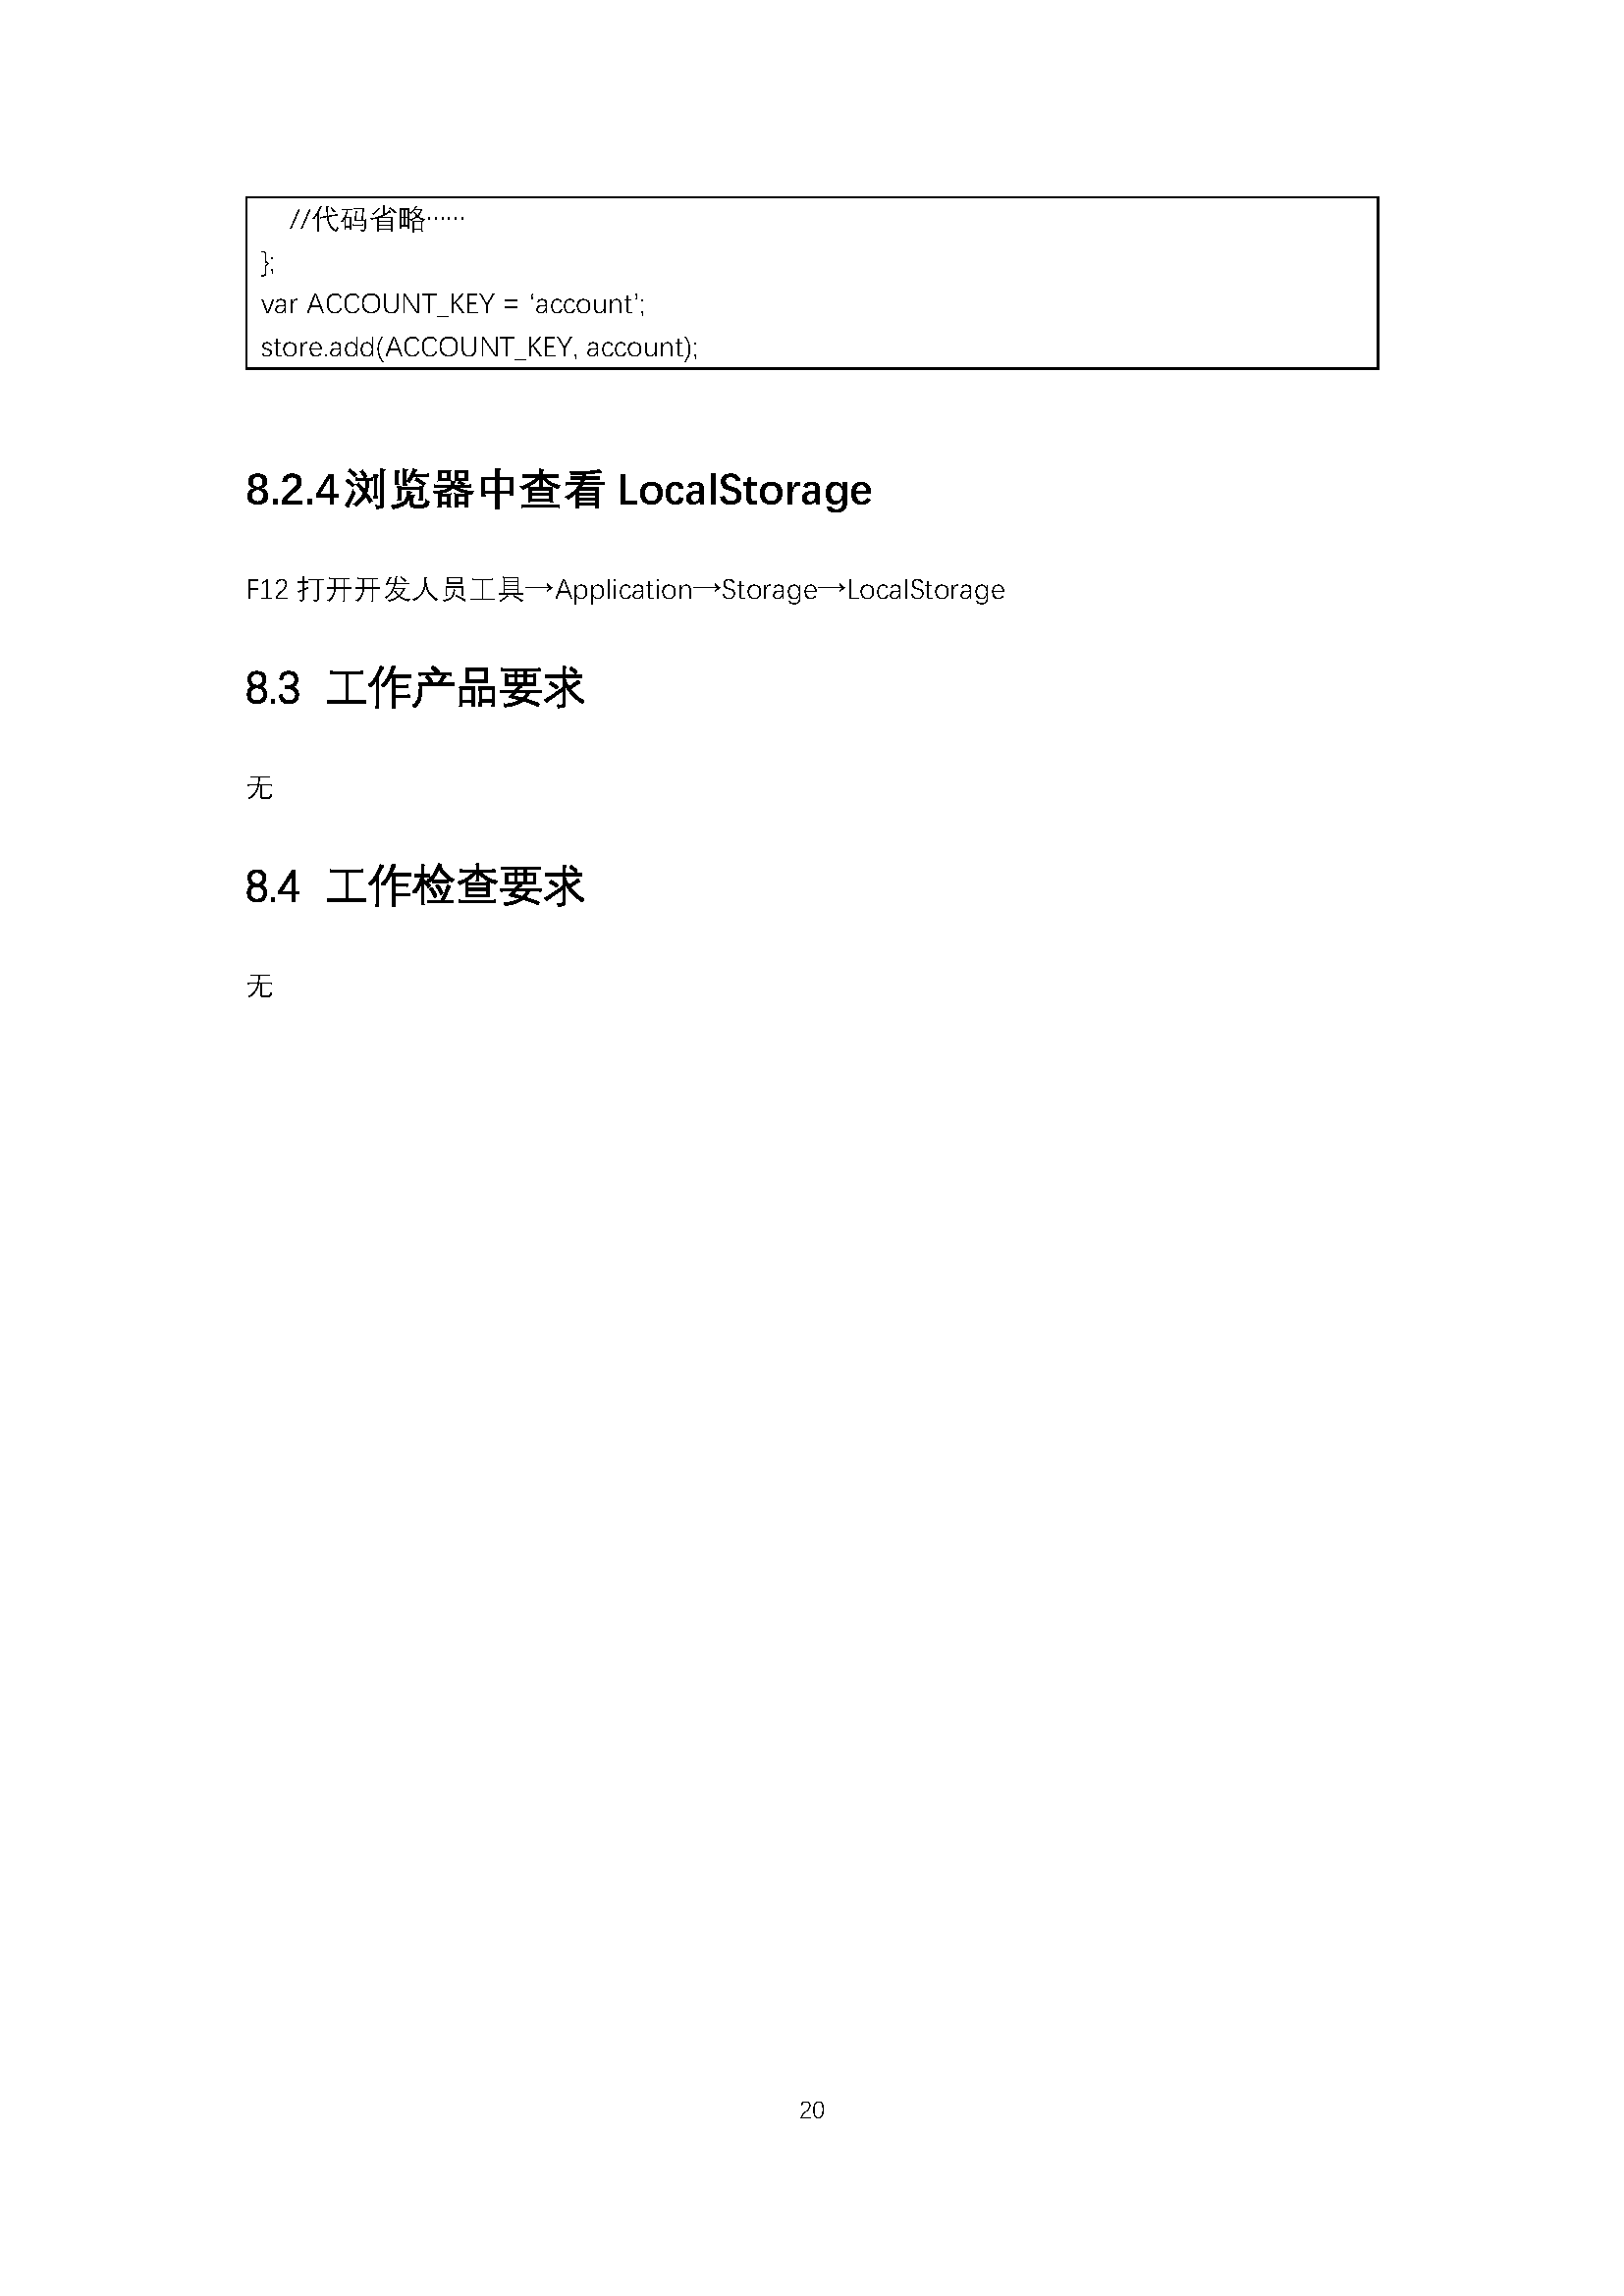 //代码省略……
};
var ACCOUNT_KEY = ‘account’;
store.add(ACCOUNT_KEY, account);
8.2.4浏览器中查看 LocalStorage
F12 打开开发人员工具→Application→Storage→LocalStorage
8.3 工作产品要求
无
8.4 工作检查要求
无
20